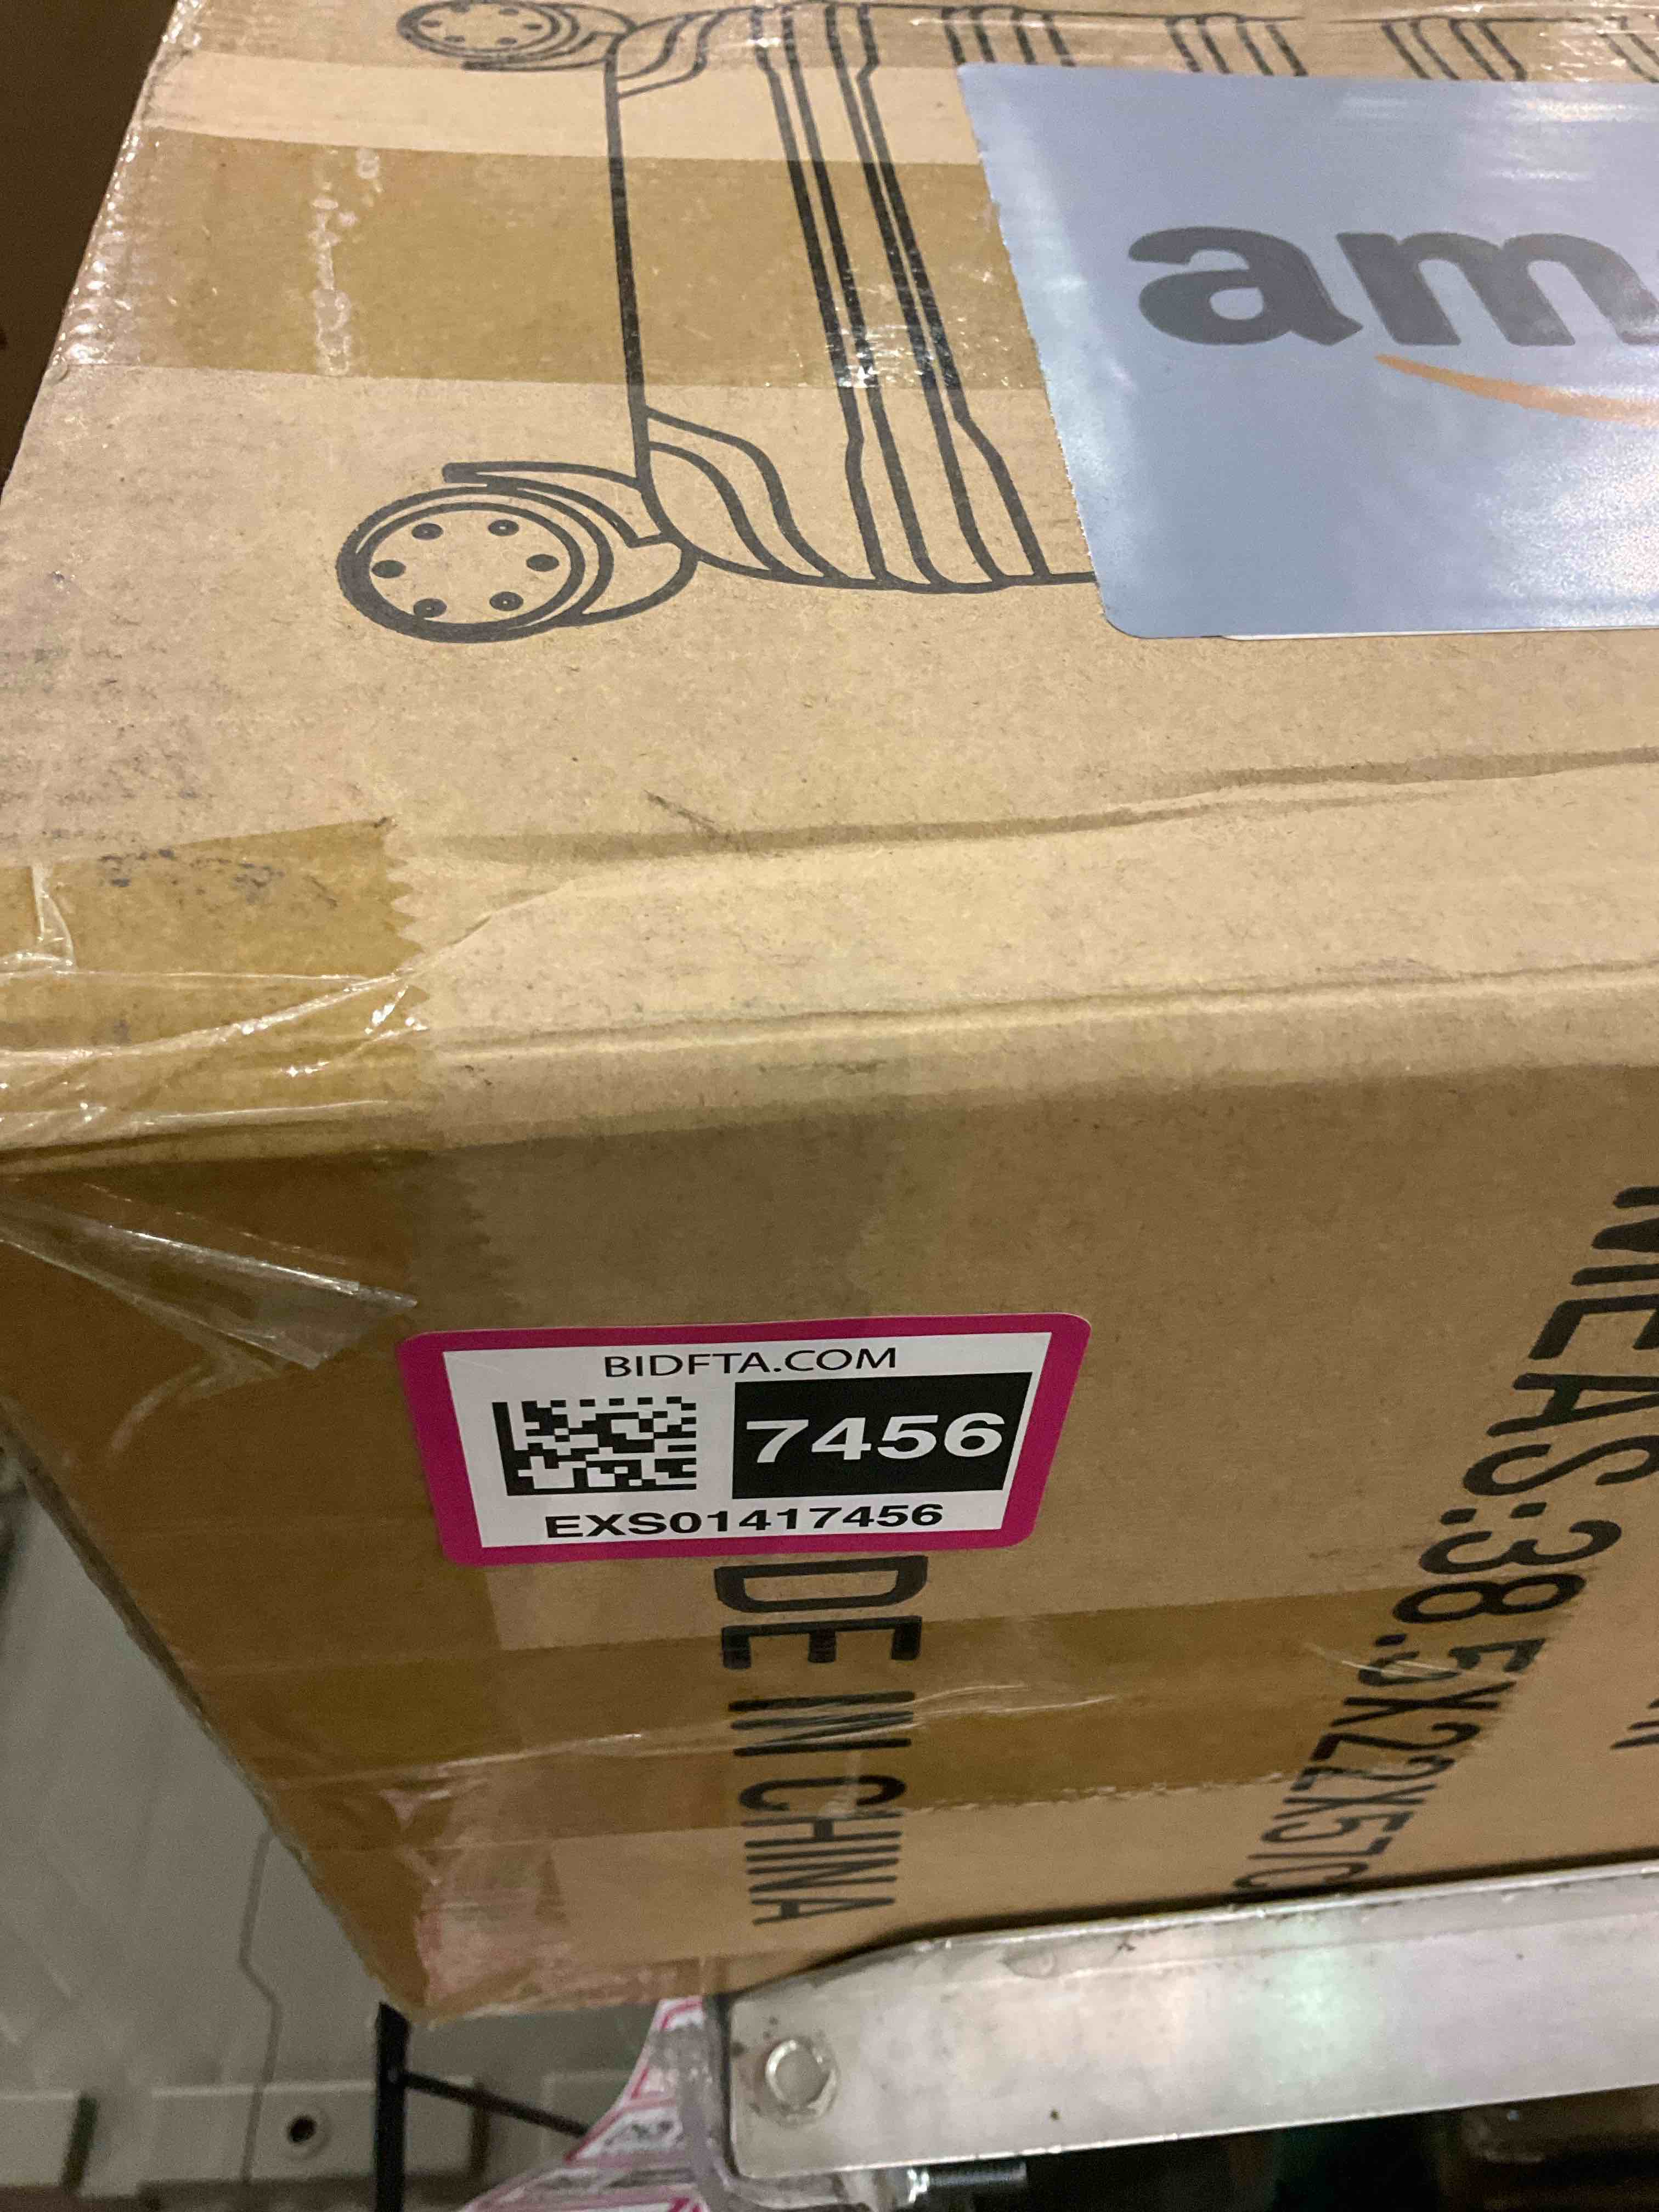 am
BIDFTA.COM
7456
EXS01417456
DE IN CHINA
MEAS:38.5X22X57C